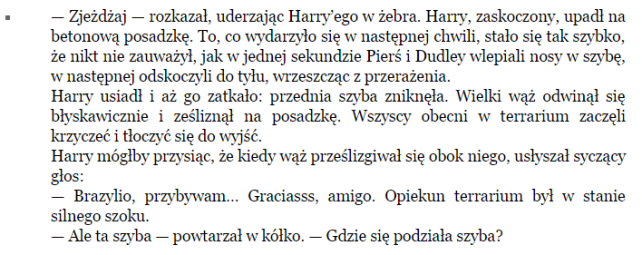 — Zjeżdżaj — rozkazał, uderzając Harry’ego w żebra. Harry, zaskoczony, upadł na
betonową posadzkę. To, co wydarzyło się w następnej chwili, stało się tak szybko,
że nikt nie zauważył, jak w jednej sekundzie Pierś i Dudley wlepiali nosy w szybę,
w następnej odskoczyli do tyłu, wrzeszcząc z przerażenia.
Harry usiadł i aż go zatkało: przednia szyba zniknęła. Wielki wąż odwinął się
błyskawicznie i ześliznął na posadzkę. Wszyscy obecni w terrarium zaczęli
krzyczeć i tłoczyć się do wyjść.
Harry mógłby przysiąc, że kiedy wąż prześlizgiwał się obok niego, usłyszał syczący
głos:
— Brazylio, przybywam... Graciasss, amigo. Opiekun terrarium był w stanie
silnego szoku.
— Ale ta szyba — powtarzał w kółko. — Gdzie się podziała szyba?